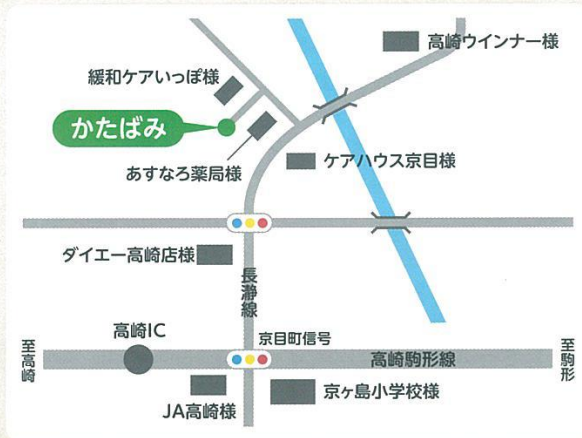 高崎ウインナー様
緩和ケアいっぽ様
かたばみ
あすなろ薬局様
ケアハウス京目様
ダイエー高崎店様
長瀞線
高崎IC
京目町信号
至高崎
高崎駒形線
至駒形
JA高崎様
京ヶ島小学校様